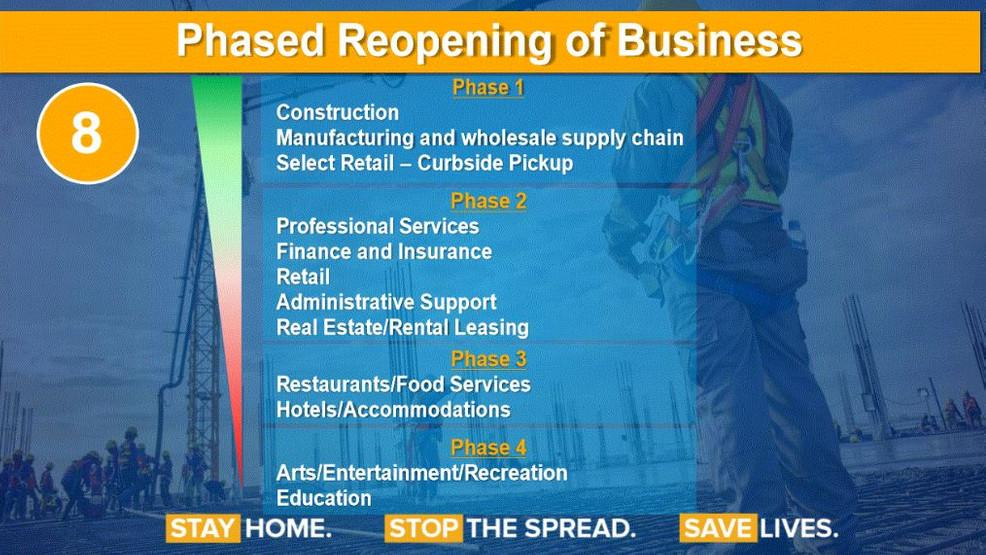 Phased Reopening of Business
8
Phase 1
Construction
Manufacturing and wholesale supply chain
Select Retail – Curbside Pickup
Phase 2
Professional Services
Finance and Insurance
Retail
Administrative Support
Real Estate/Rental Leasing
Phase 3
Restaurants/Food Services
Hotels/Accommodations
Phase 4
Arts/Entertainment/Recreation
Education
STAY HOME. STOP THE SPREAD. SAVE LIVES.